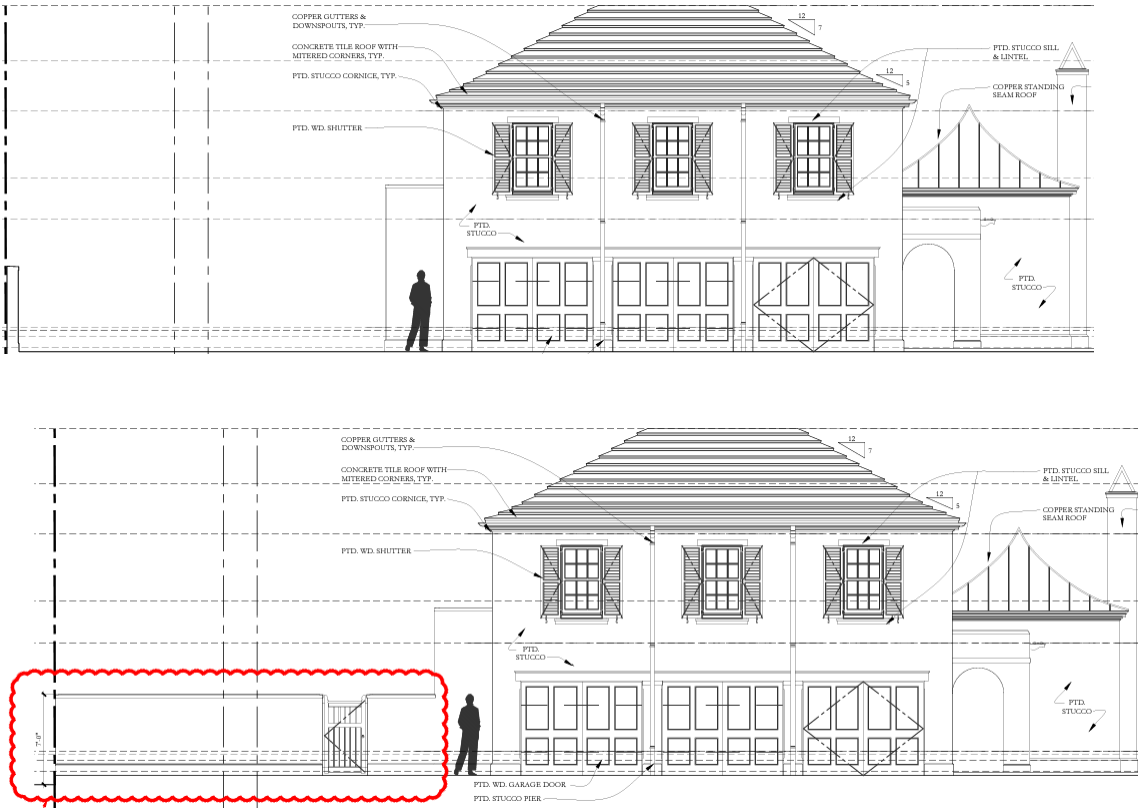 COPPER GUTTERS &
DOWNSPOUTS, TYP.
12
7
CONCRETE TILE ROOF WITH
MITERED CORNERS, TYP.
PTD. STUCCO SILL
& LINTEL
PTD. STUCCO CORNICE, TYP.
12
5
COPPER STANDING
SEAM ROOF
PTD. WD. SHUTTER
PTD.
STUCCO
PTD.
STUCCO
COPPER GUTTERS &
DOWNSPOUTS, TYP.
12
7
CONCRETE TILE ROOF WITH
MITERED CORNERS, TYP.
PTD. STUCCO SILL
& LINTEL
PTD. STUCCO CORNICE, TYP.
12
5
COPPER STANDING
SEAM ROOF
PTD. WD. SHUTTER
PTD.
STUCCO
PTD.
STUCCO
7'-0"
PTD. WD. GARAGE DOOR
PTD. STUCCO PIER